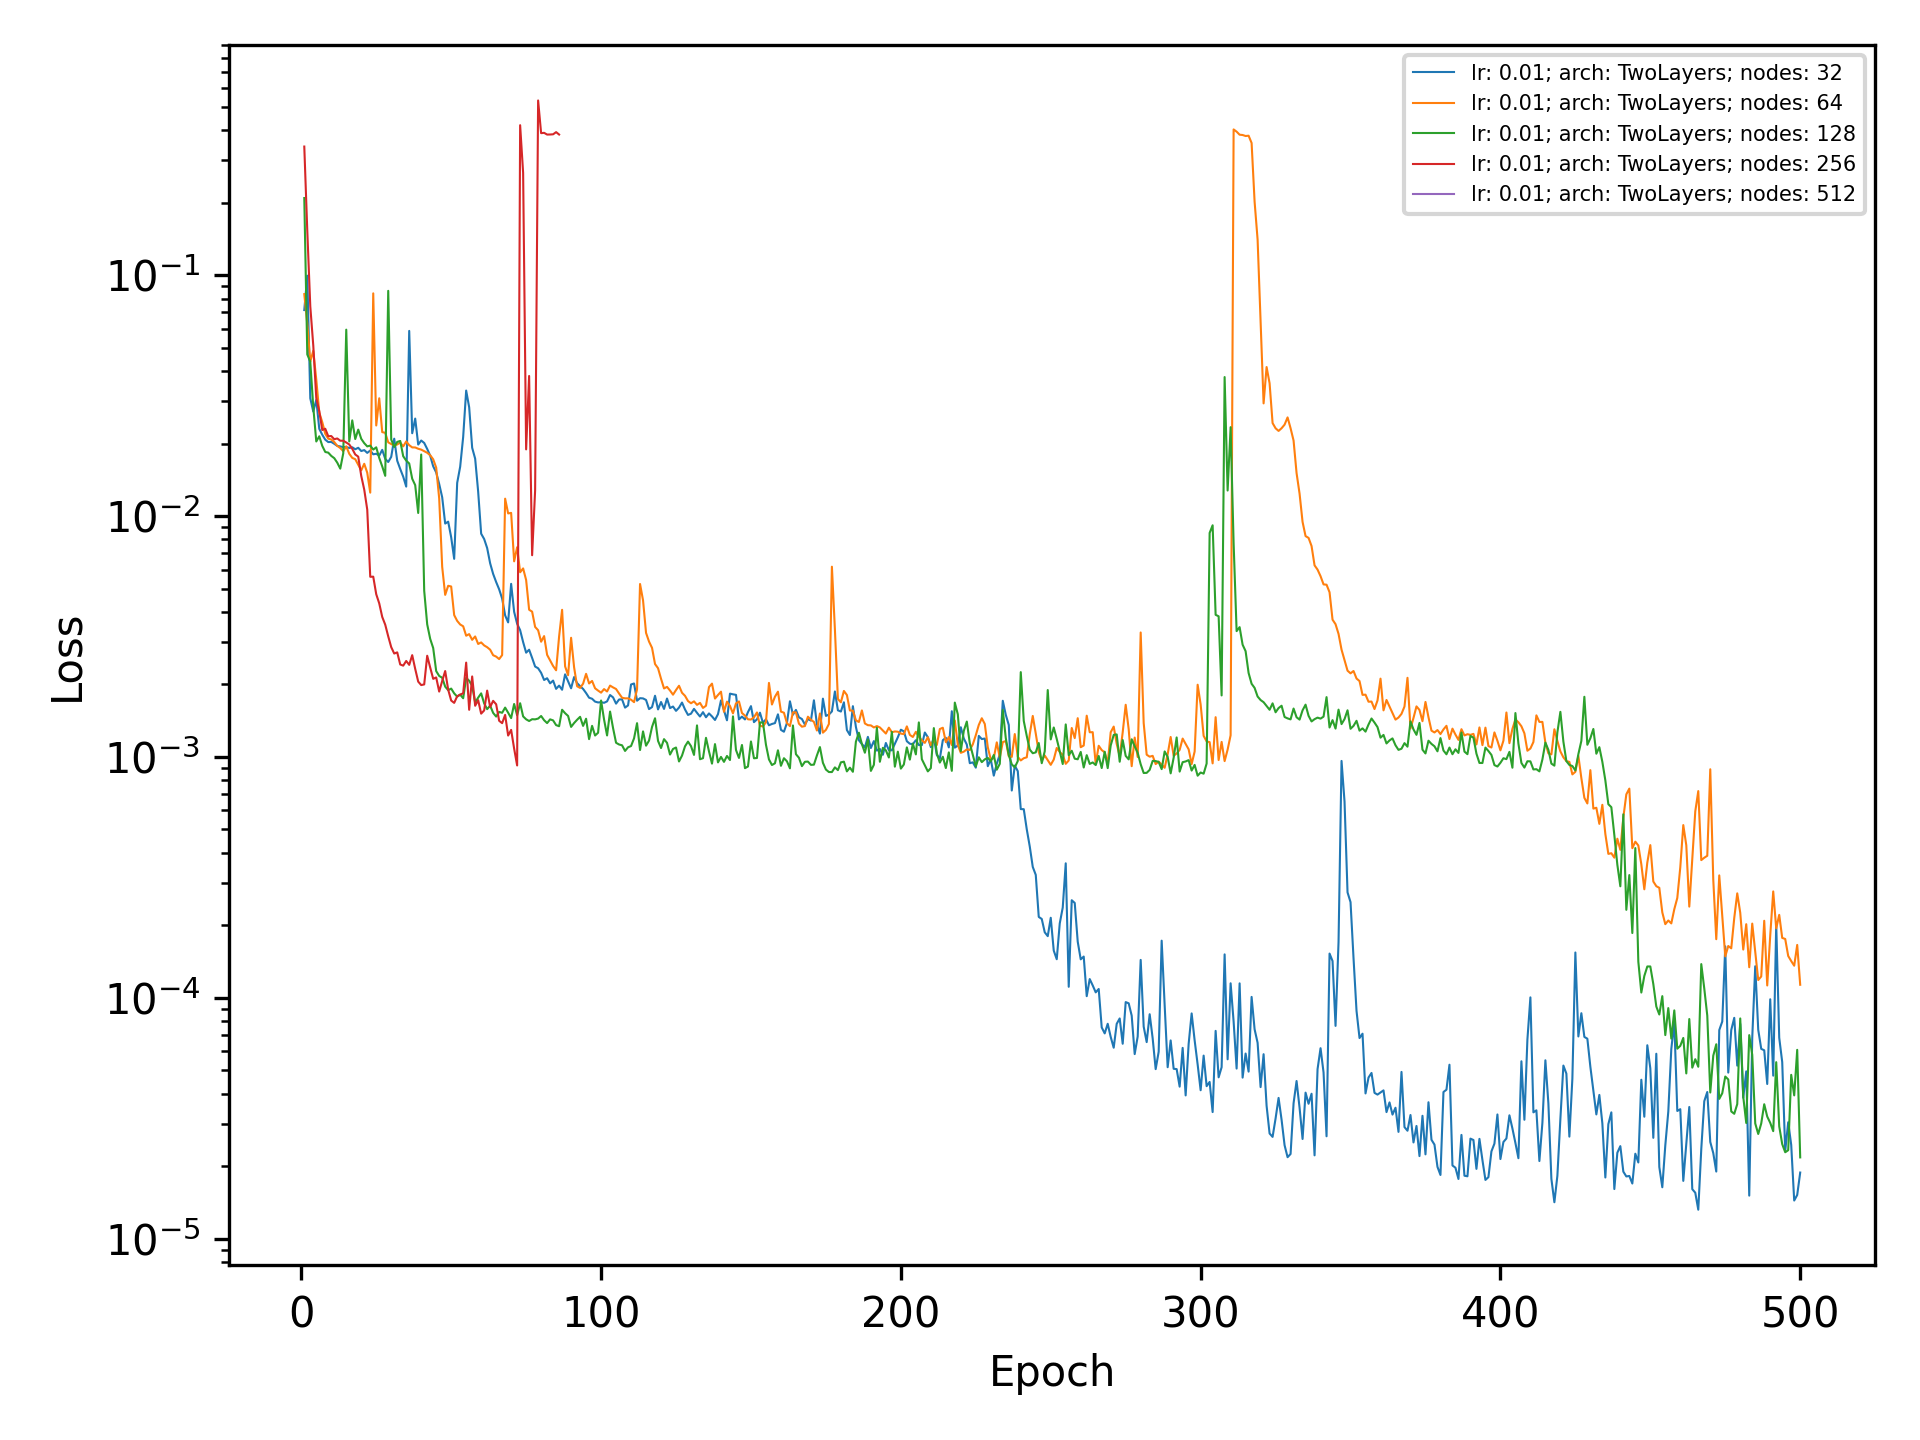 lr: 0.01; arch: TwoLayers; nodes: 32
lr: 0.01; arch: TwoLayers; nodes: 64
lr: 0.01; arch: TwoLayers; nodes: 128
lr: 0.01; arch: TwoLayers; nodes: 256
lr: 0.01; arch: TwoLayers; nodes: 512
Loss
10⁻¹
10⁻²
10⁻³
10⁻⁴
10⁻⁵
0 100 200 300 400 500
Epoch